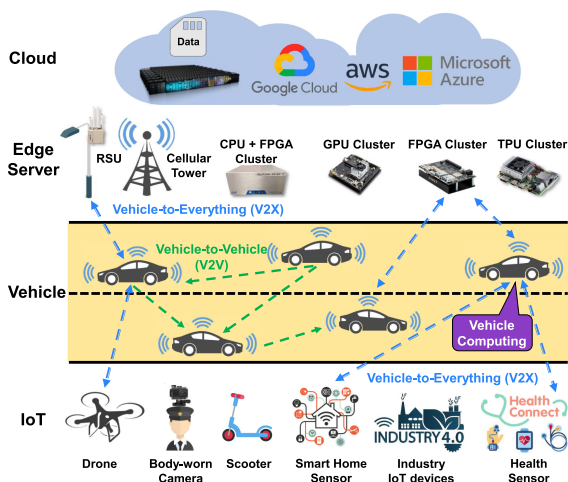 Cloud
Data
Google Cloud
aws
Microsoft
Azure
Edge
Server
RSU
Cellular
Tower
CPU + FPGA
Cluster
GPU Cluster
FPGA Cluster
TPU Cluster
Vehicle-to-Everything (V2X)
Vehicle-to-Vehicle
(V2V)
Vehicle
Vehicle
Computing
Vehicle-to-Everything (V2X)
IoT
INDUSTRY 4.0
Health
Connect
Drone
Body-worn
Camera
Scooter
Smart Home
Sensor
Industry
IoT devices
Health
Sensor